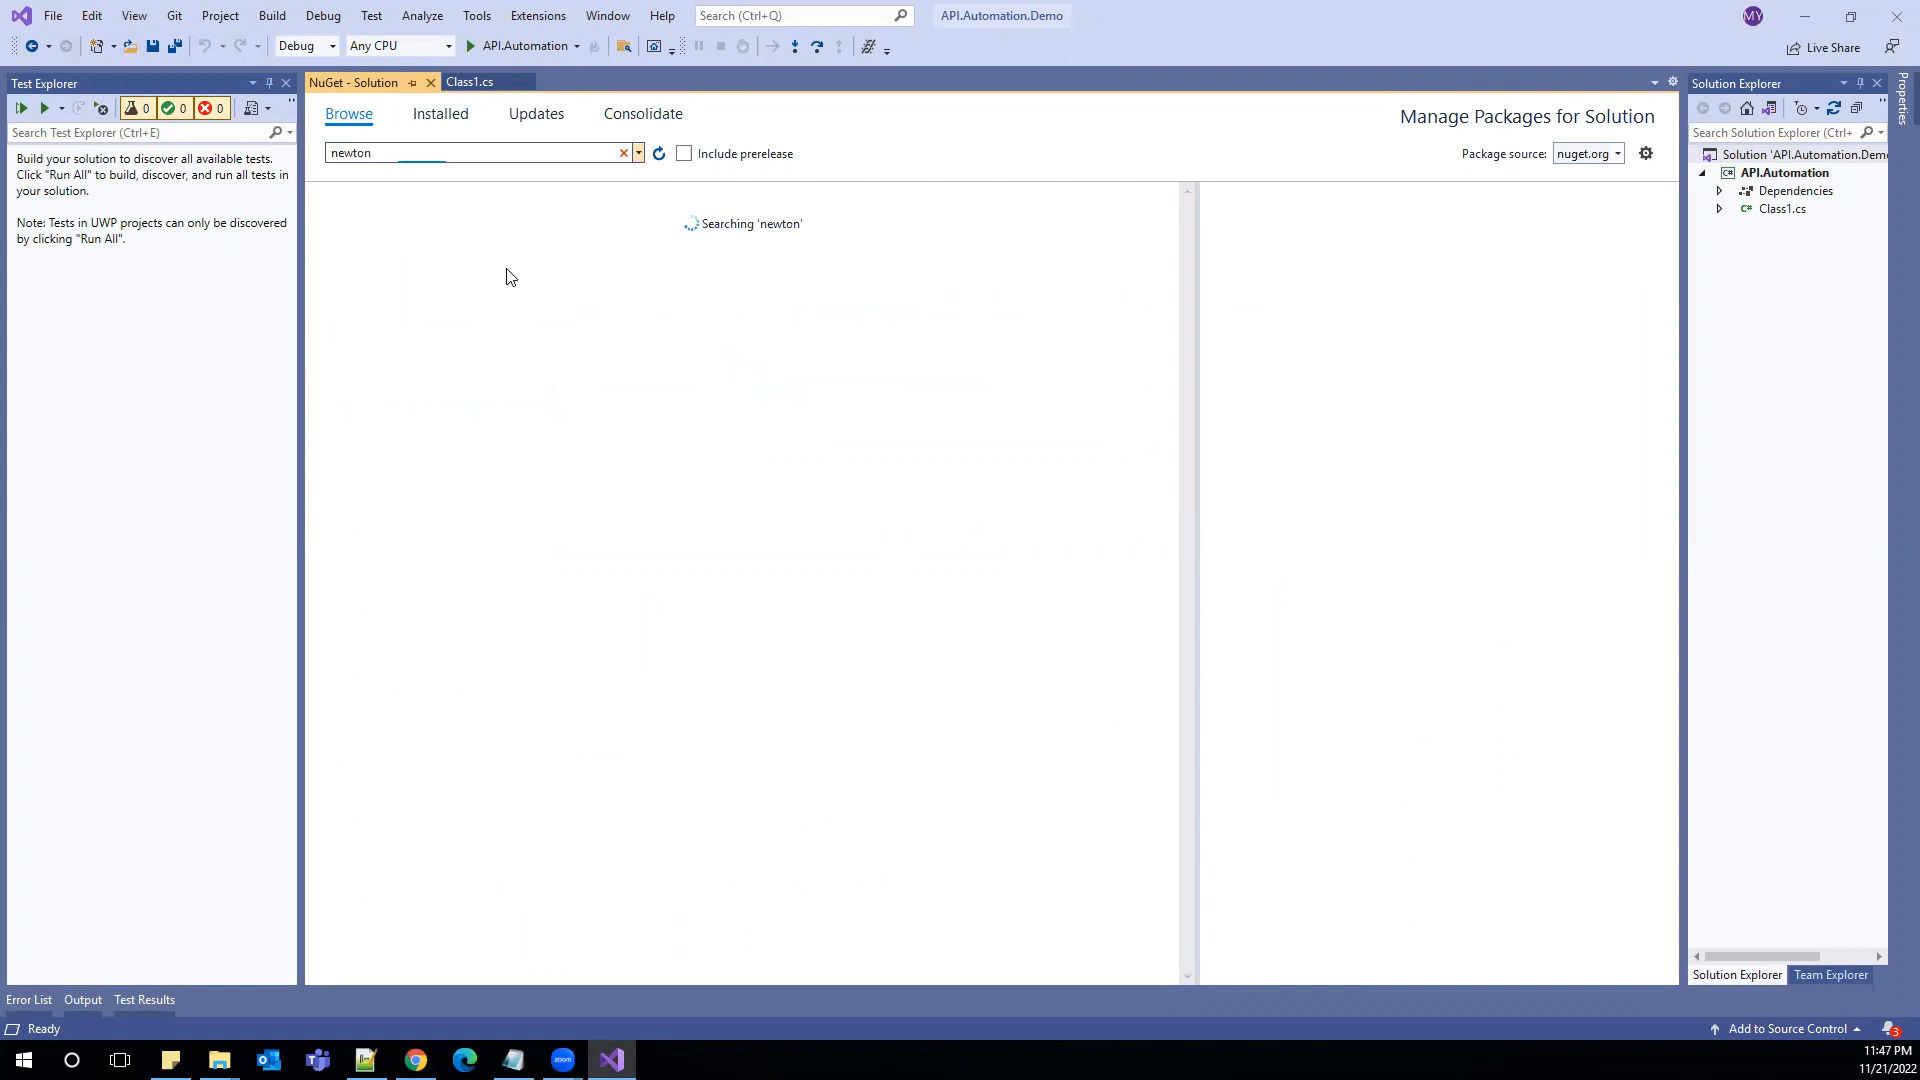 File Edit View Git Project Build Debug Test Analyze Tools Extensions Window Help Search (Ctrl+Q) API.Automation.Demo MY
Debug Any CPU API.Automation Live Share
Test Explorer
0 0 0
Search Test Explorer (Ctrl+E)
Build your solution to discover all available tests.
Click "Run All" to build, discover, and run all tests in
your solution.
Note: Tests in UWP projects can only be discovered
by clicking "Run All".
NuGet - Solution Class1.cs
Browse Installed Updates Consolidate Manage Packages for Solution
newton Include prerelease Package source: nuget.org
Searching 'newton'
Solution Explorer
Search Solution Explorer (Ctrl+
Solution 'API.Automation.Demo
C# API.Automation
Dependencies
C# Class1.cs
Properties
Solution Explorer Team Explorer
Error List Output Test Results
Ready Add to Source Control 3
zoom
11:47 PM
11/21/2022